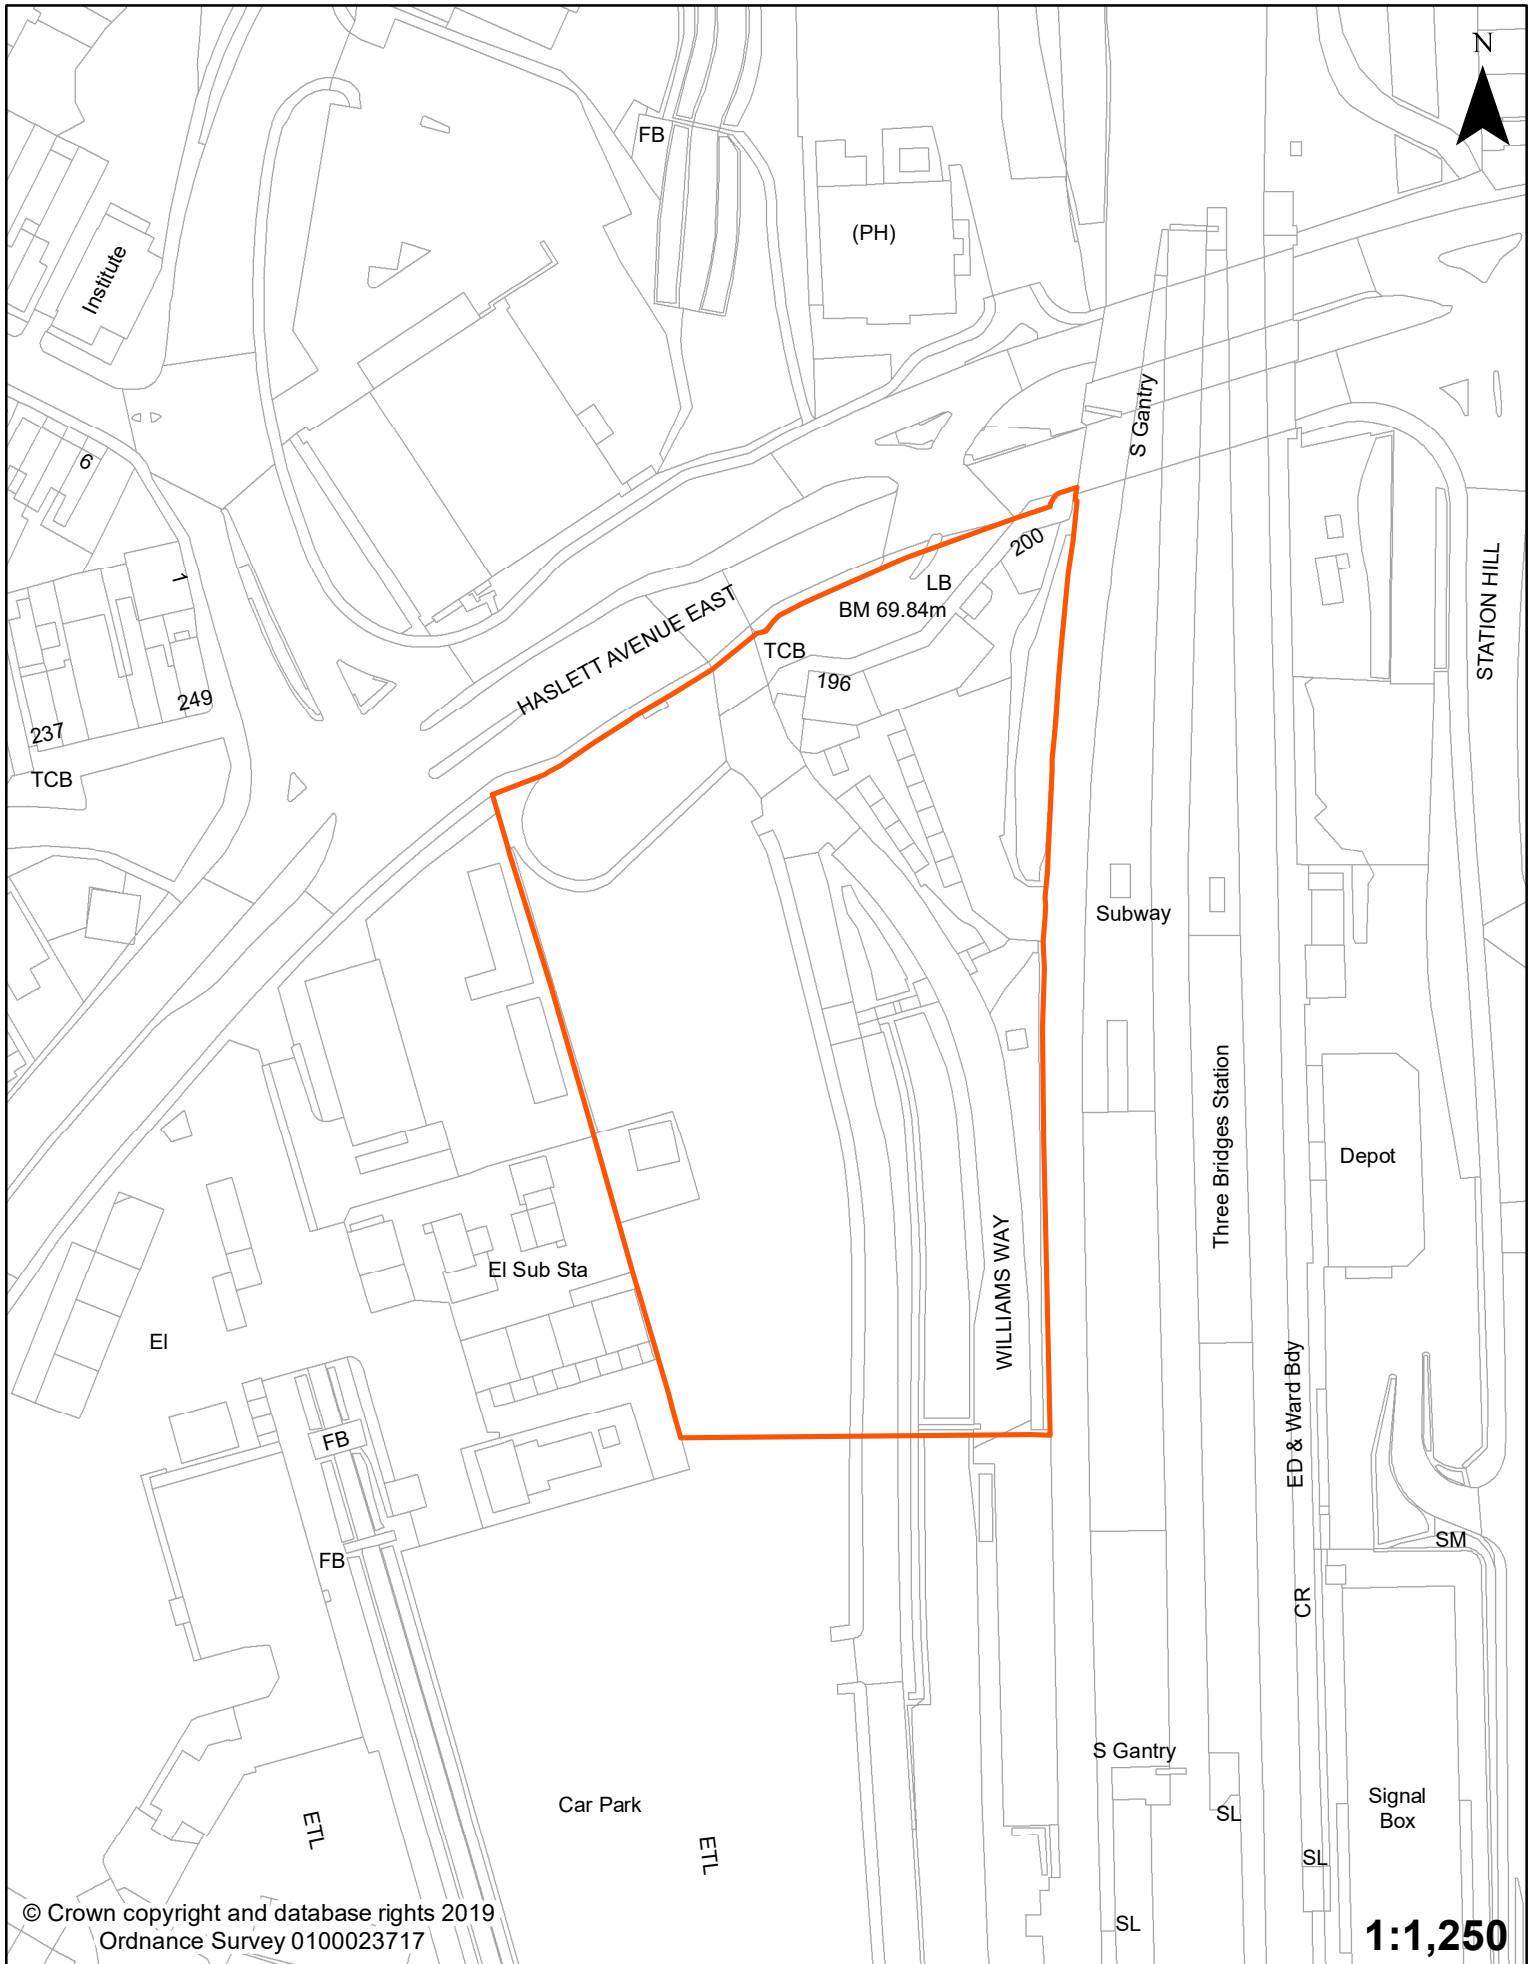 N
FB
(PH)
Institute
S Gantry
6
200
1
LB
HASLETT AVENUE EAST
BM 69.84m
STATION HILL
TCB
196
249
237
TCB
Subway
Three Bridges Station
Depot
El Sub Sta
WILLIAMS WAY
El
ED & Ward Bdy
FB
SM
FB
CR
S Gantry
Car Park
Signal
Box
SL
ETL
ETL
SL
© Crown copyright and database rights 2019
Ordnance Survey 0100023717
SL
1:1,250